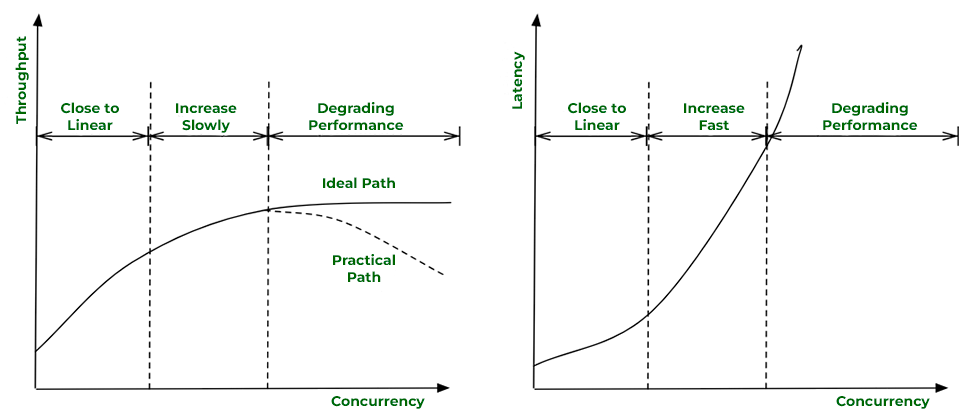 Throughput
Close to
Linear
Increase
Slowly
Degrading
Performance
Ideal Path
Practical
Path
Concurrency
Latency
Close to
Linear
Increase
Fast
Degrading
Performance
Concurrency